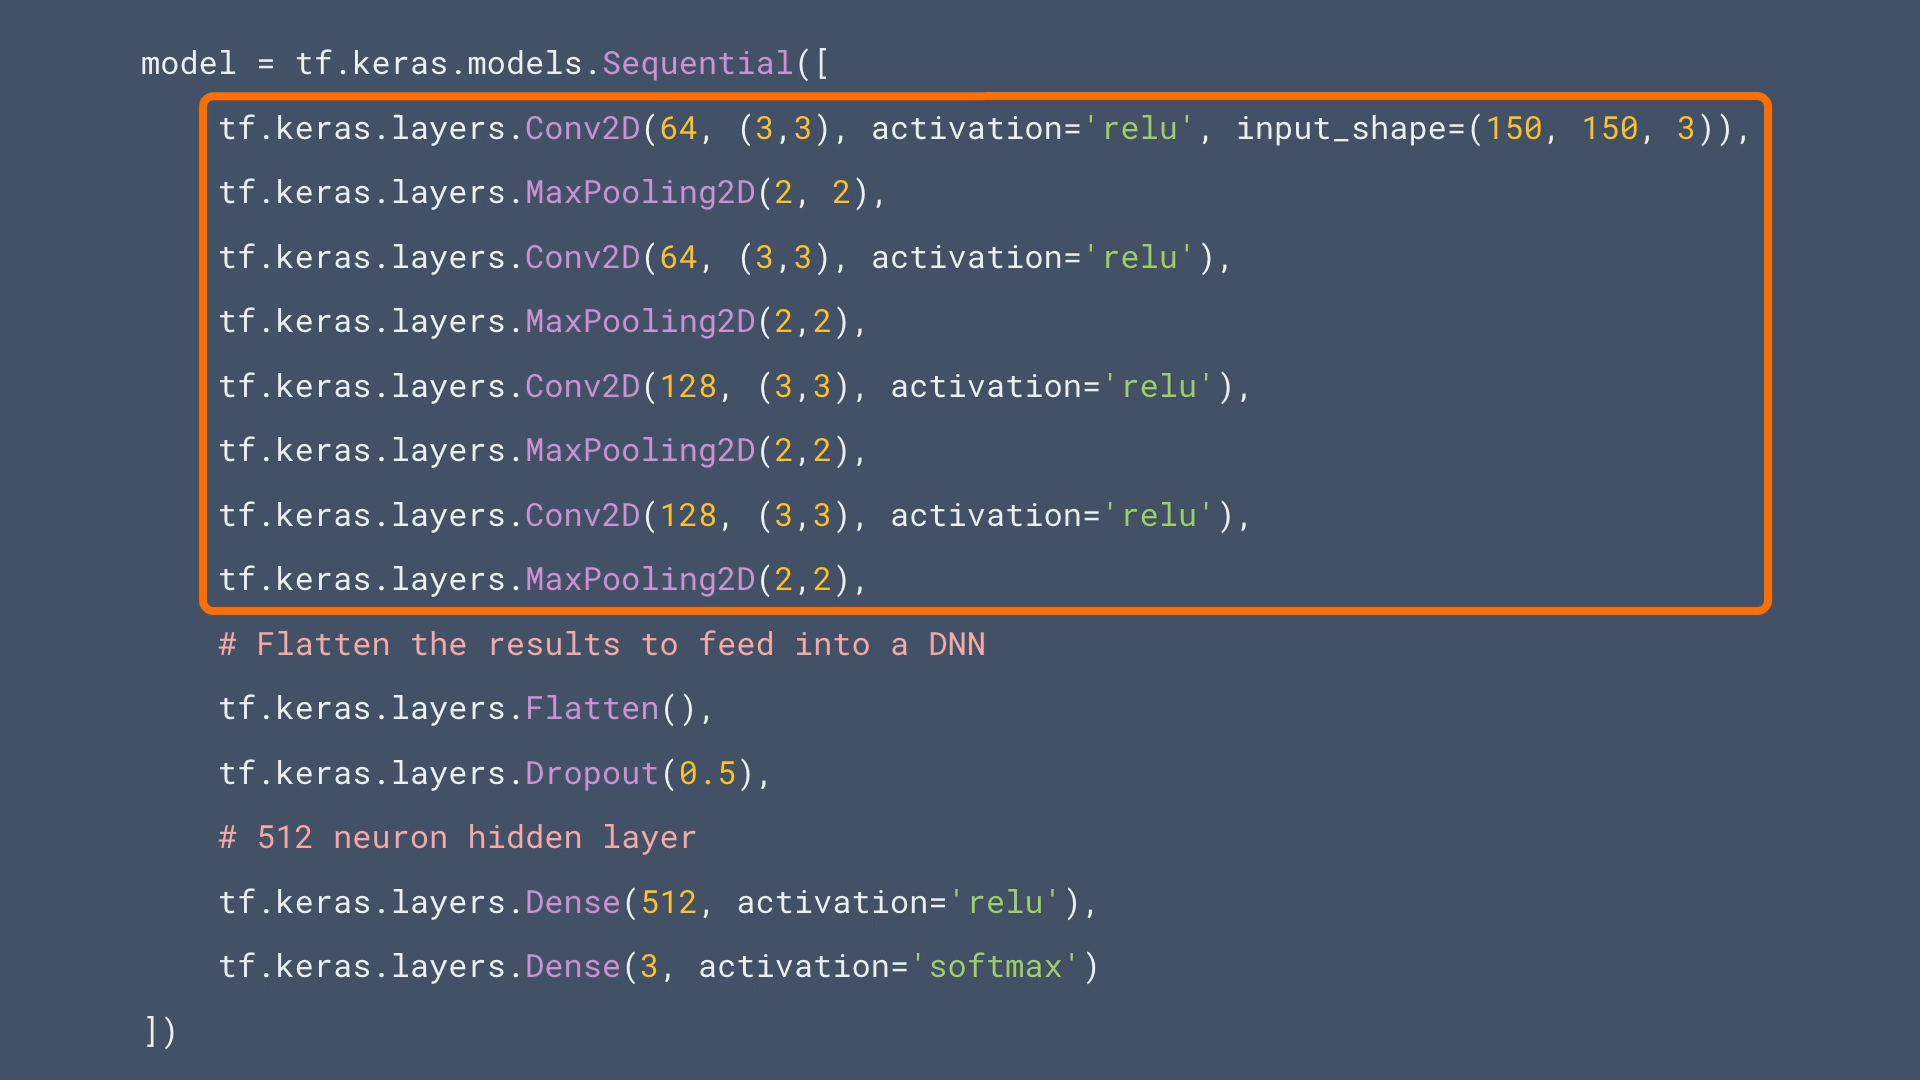 model = tf.keras.models.Sequential([
    tf.keras.layers.Conv2D(64, (3,3), activation='relu', input_shape=(150, 150, 3)),
    tf.keras.layers.MaxPooling2D(2, 2),
    tf.keras.layers.Conv2D(64, (3,3), activation='relu'),
    tf.keras.layers.MaxPooling2D(2,2),
    tf.keras.layers.Conv2D(128, (3,3), activation='relu'),
    tf.keras.layers.MaxPooling2D(2,2),
    tf.keras.layers.Conv2D(128, (3,3), activation='relu'),
    tf.keras.layers.MaxPooling2D(2,2),
    # Flatten the results to feed into a DNN
    tf.keras.layers.Flatten(),
    tf.keras.layers.Dropout(0.5),
    # 512 neuron hidden layer
    tf.keras.layers.Dense(512, activation='relu'),
    tf.keras.layers.Dense(3, activation='softmax')
])